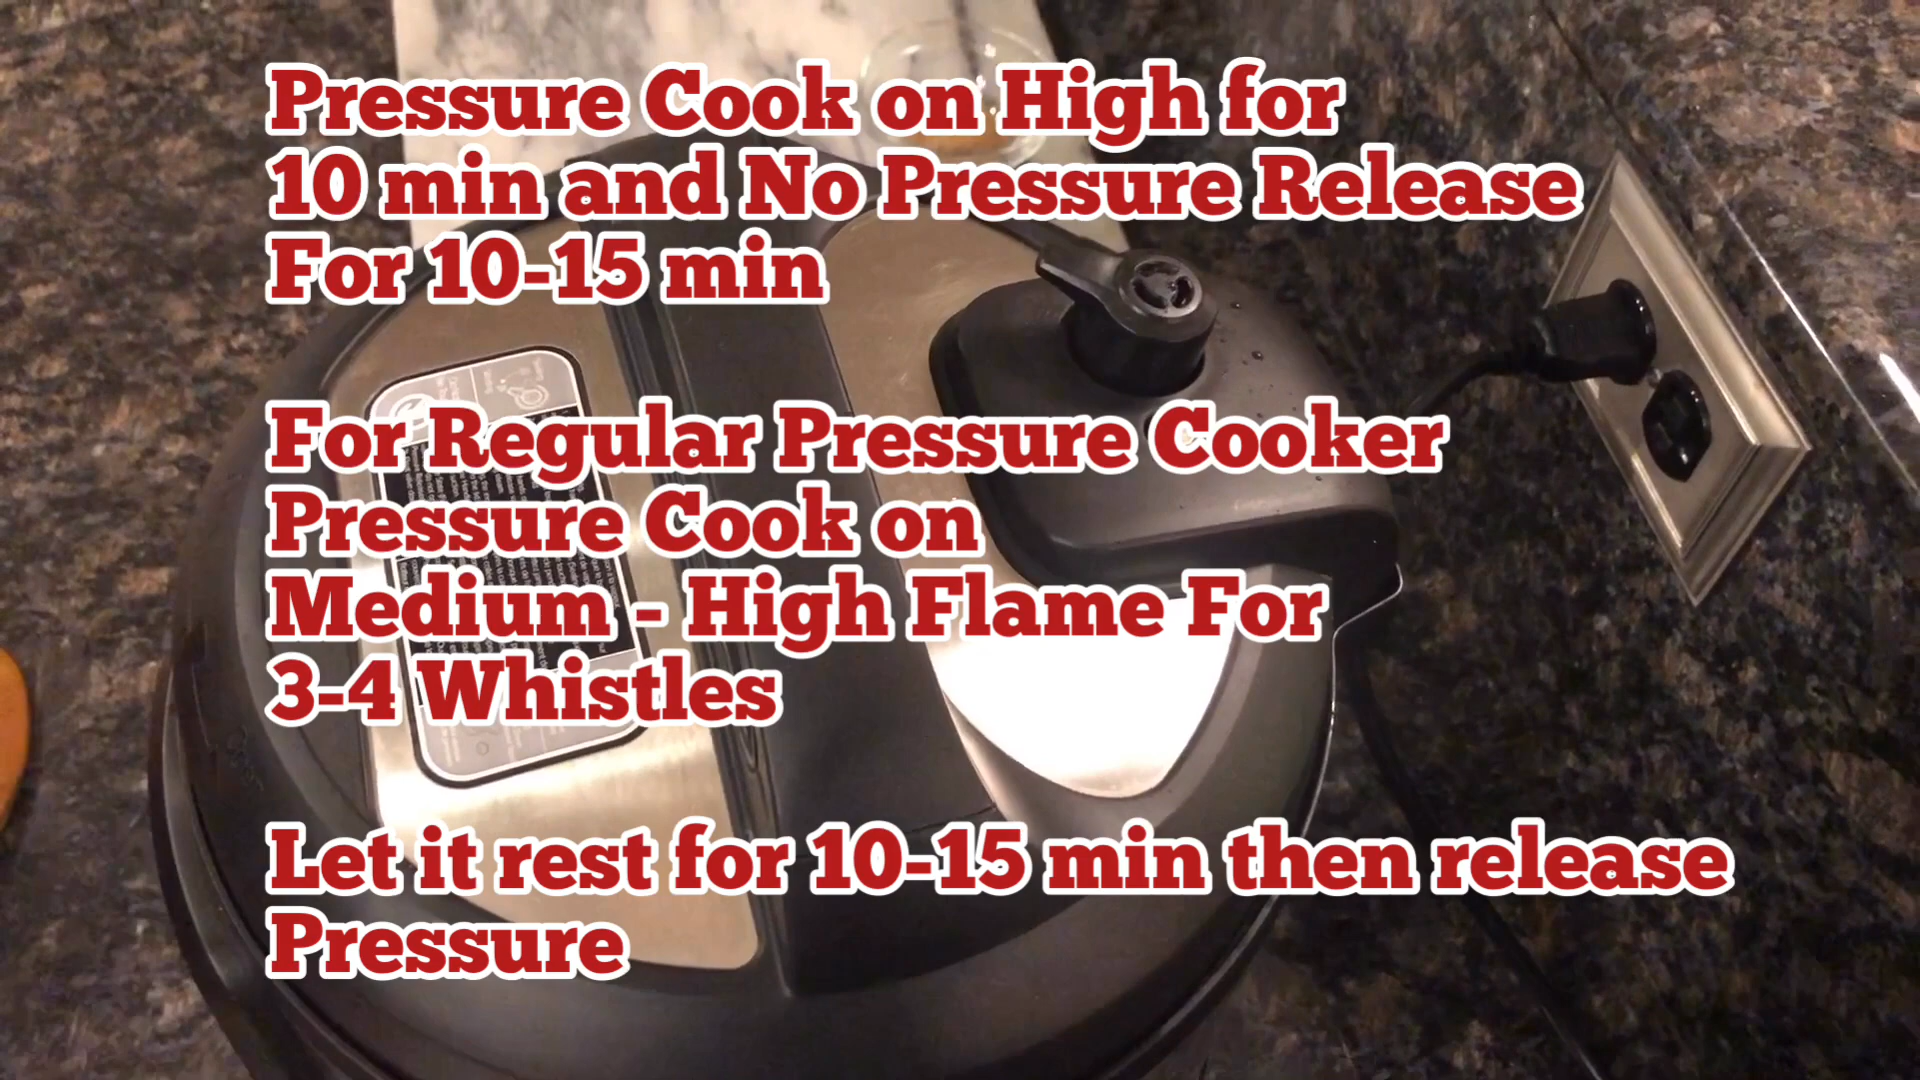 Pressure Cook on High for
10 min and No Pressure Release
For 10-15 min
For Regular Pressure Cooker
Pressure Cook on
Medium - High Flame For
3-4 Whistles
Let it rest for 10-15 min then release
Pressure